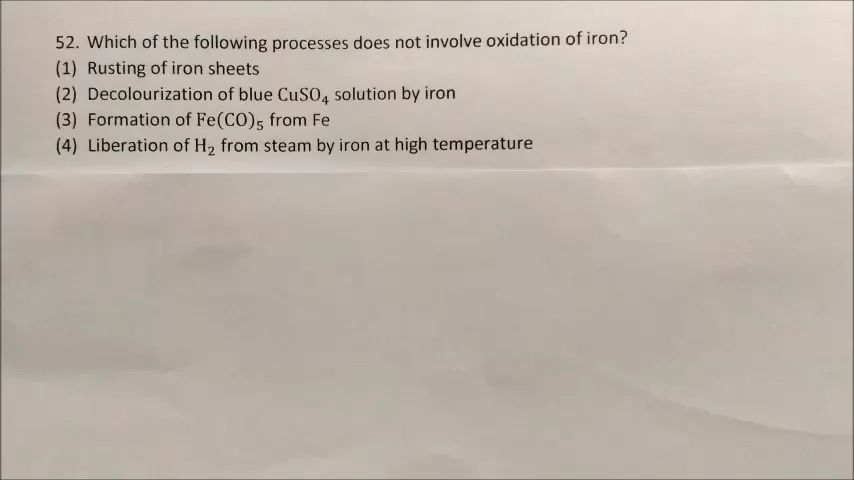 52. Which of the following processes does not involve oxidation of iron?
(1) Rusting of iron sheets
(2) Decolourization of blue CuSO₄ solution by iron
(3) Formation of Fe(CO)₅ from Fe
(4) Liberation of H₂ from steam by iron at high temperature